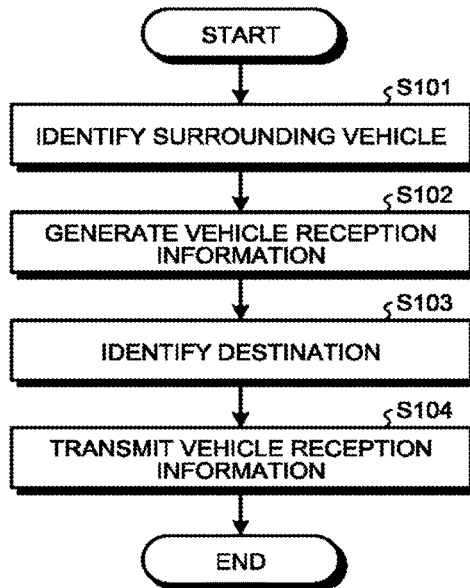 START
S101
IDENTIFY SURROUNDING VEHICLE
S102
GENERATE VEHICLE RECEPTION
INFORMATION
S103
IDENTIFY DESTINATION
S104
TRANSMIT VEHICLE RECEPTION
INFORMATION
END